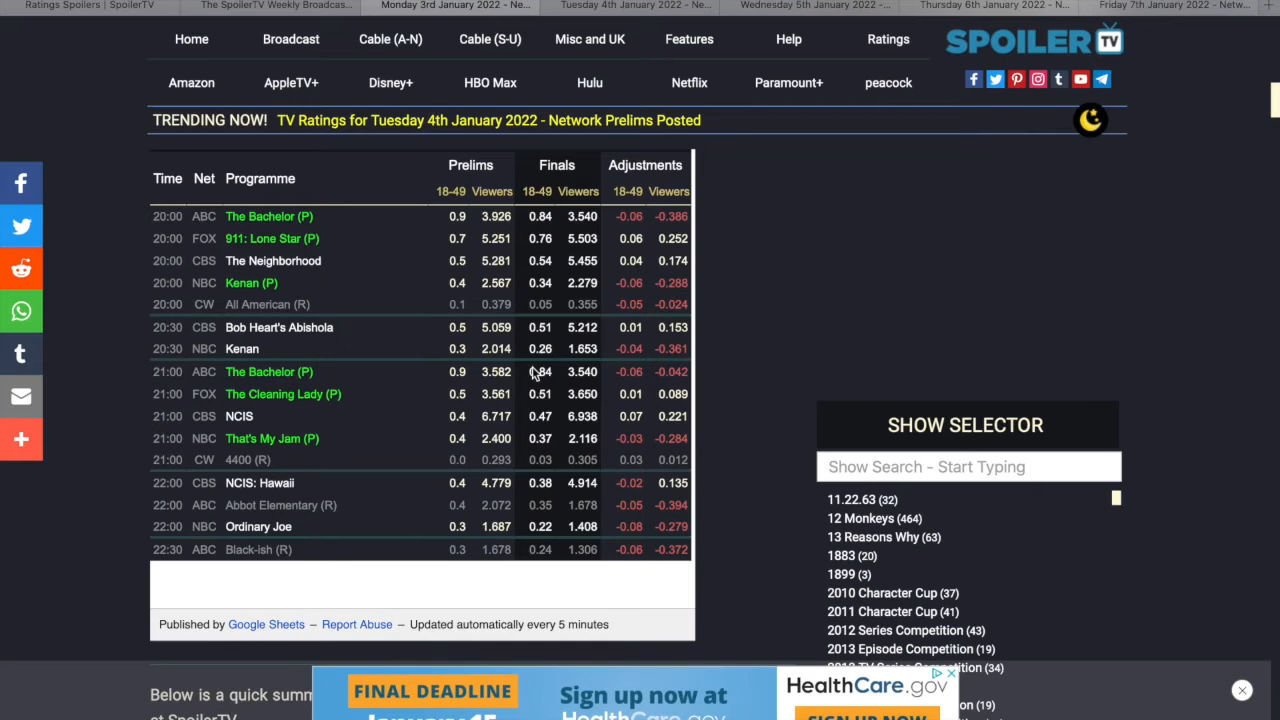 Ratings Spoilers | SpoilerTV The SpoilerTV Weekly Broadcas... Monday 3rd January 2022 - Ne... Tuesday 4th January 2022 - Ne... Wednesday 5th January 2022 -... Thursday 6th January 2022 - N... Friday 7th January 2022 - Netw...
Home Broadcast Cable (A-N) Cable (S-U) Misc and UK Features Help Ratings
SPOILER TV
Amazon AppleTV+ Disney+ HBO Max Hulu Netflix Paramount+ peacock
TRENDING NOW! TV Ratings for Tuesday 4th January 2022 - Network Prelims Posted
Prelims Finals Adjustments
Time Net Programme
18-49 Viewers 18-49 Viewers 18-49 Viewers
20:00 ABC The Bachelor (P) 0.9 3.926 0.84 3.540 -0.06 -0.386
20:00 FOX 911: Lone Star (P) 0.7 5.251 0.76 5.503 0.06 0.252
20:00 CBS The Neighborhood 0.5 5.281 0.54 5.455 0.04 0.174
20:00 NBC Kenan (P) 0.4 2.567 0.34 2.279 -0.06 -0.288
20:00 CW All American (R) 0.1 0.379 0.05 0.355 -0.05 -0.024
20:30 CBS Bob Heart's Abishola 0.5 5.059 0.51 5.212 0.01 0.153
20:30 NBC Kenan 0.3 2.014 0.26 1.653 -0.04 -0.361
21:00 ABC The Bachelor (P) 0.9 3.582 0.84 3.540 -0.06 -0.042
21:00 FOX The Cleaning Lady (P) 0.5 3.561 0.51 3.650 0.01 0.089
21:00 CBS NCIS 0.4 6.717 0.47 6.938 0.07 0.221
21:00 NBC That's My Jam (P) 0.4 2.400 0.37 2.116 -0.03 -0.284
21:00 CW 4400 (R) 0.0 0.293 0.03 0.305 0.03 0.012
22:00 CBS NCIS: Hawaii 0.4 4.779 0.38 4.914 -0.02 0.135
22:00 ABC Abbot Elementary (R) 0.4 2.072 0.35 1.678 -0.05 -0.394
22:00 NBC Ordinary Joe 0.3 1.687 0.22 1.408 -0.08 -0.279
22:30 ABC Black-ish (R) 0.3 1.678 0.24 1.306 -0.06 -0.372
Published by Google Sheets – Report Abuse – Updated automatically every 5 minutes
SHOW SELECTOR
Show Search - Start Typing
11.22.63 (32)
12 Monkeys (464)
13 Reasons Why (63)
1883 (20)
1899 (3)
2010 Character Cup (37)
2011 Character Cup (41)
2012 Series Competition (43)
2013 Episode Competition (19)
2013 TV Series Competition (34)
Below is a quick summ
at SpoilerTV
FINAL DEADLINE
January 15
Sign up now at
HealthCare.gov
HealthCare.gov
SIGN UP NOW